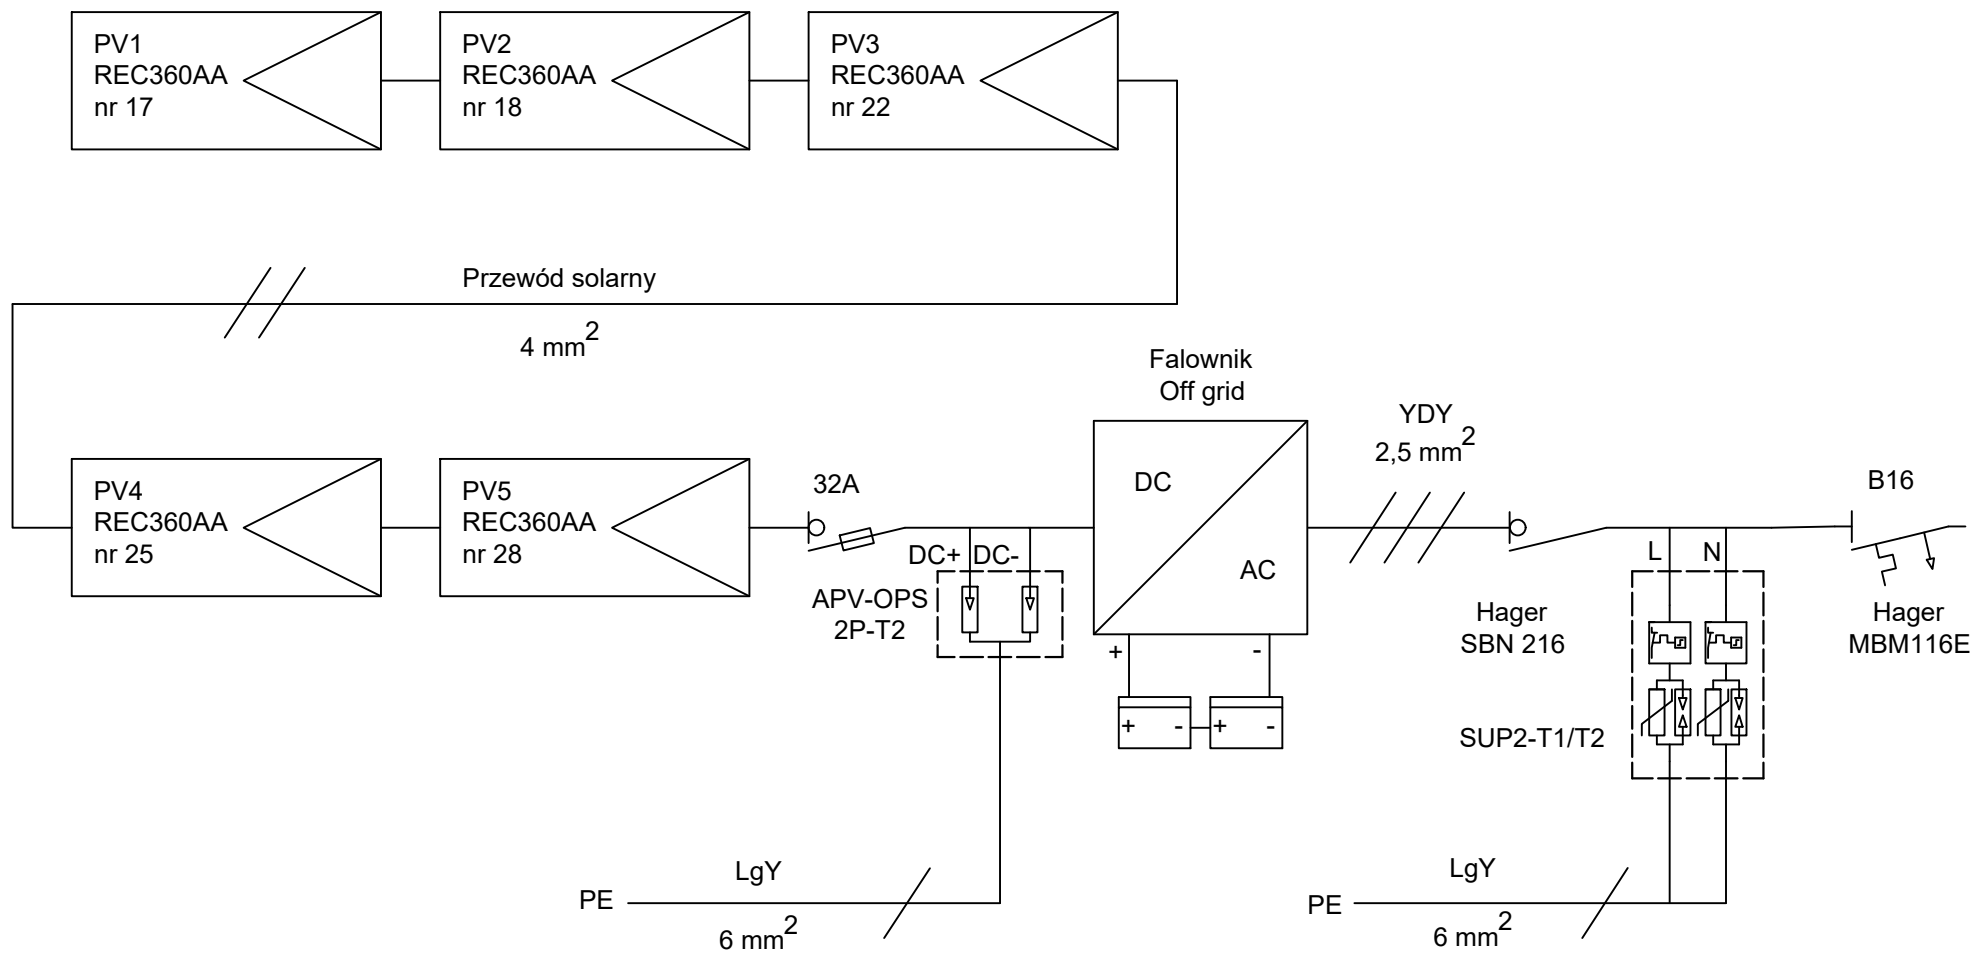 PV1
REC360AA
nr 17
PV2
REC360AA
nr 18
PV3
REC360AA
nr 22
Przewód solarny
4 mm²
Falownik
Off grid
YDY
2,5 mm²
PV4
REC360AA
nr 25
PV5
REC360AA
nr 28
32A
DC+
DC-
APV-OPS
2P-T2
DC
AC
+
-
+
-
+
-
Hager
SBN 216
L
N
SUP2-T1/T2
B16
Hager
MBM116E
PE
LgY
6 mm²
PE
LgY
6 mm²